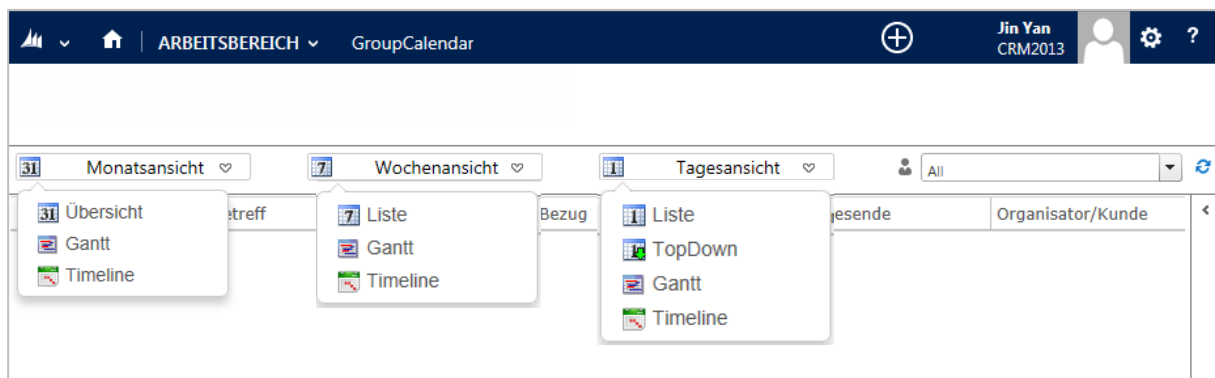 ARBEITSBEREICH GroupCalendar Jin Yan
CRM2013 ?
31 Monatsansicht 7 Wochenansicht 1 Tagesansicht All
etreff Bezug esende Organisator/Kunde
31 Übersicht
Gantt
Timeline
7 Liste
Gantt
Timeline
1 Liste
TopDown
Gantt
Timeline